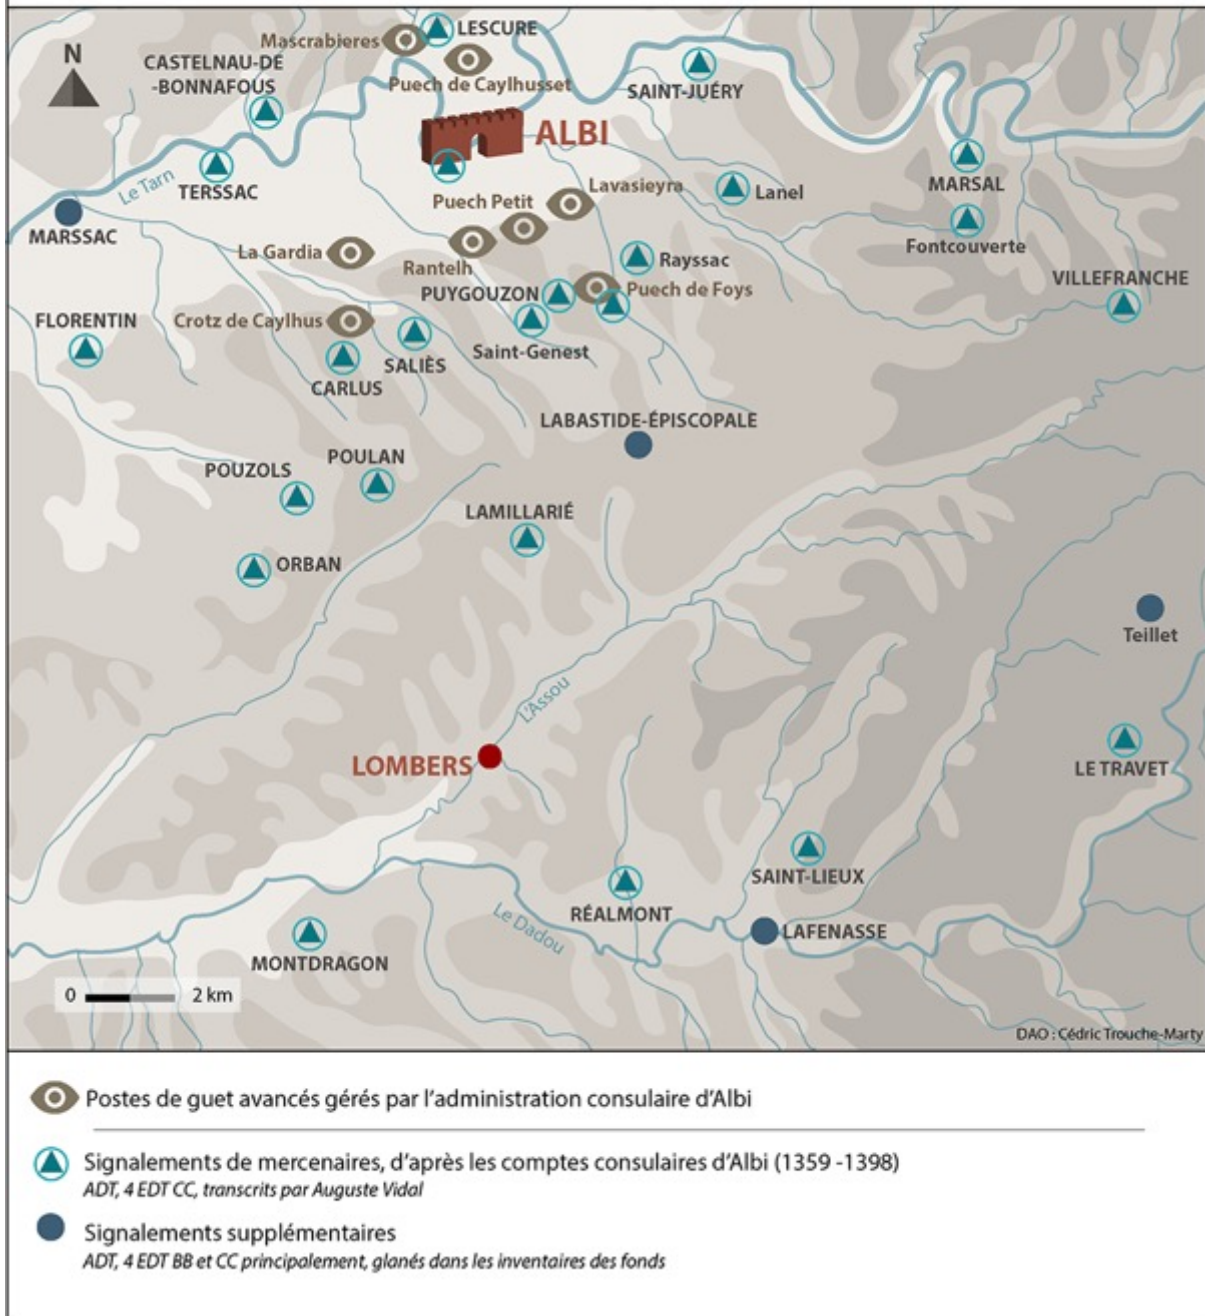 N
Mascrabieres
LESCURE
CASTELNAU-DE
-BONNAFOUS
Puech de Caylhusset
SAINT-JUÉRY
ALBI
TERSSAC
Le Tarn
MARSSAC
Puech Petit
Lavasieyra
Lanel
MARSAL
Fontcouverte
La Gardia
Rantelh
Rayssac
PUYGOUZON
Puech de Foys
VILLEFRANCHE
FLORENTIN
Crotz de Caylhus
SALIÈS
Saint-Genest
CARLUS
LABASTIDE-ÉPISCOPALE
POUZOLS
POULAN
LAMILLARIÉ
ORBAN
Teillet
L'Assou
LOMBERS
LE TRAVET
SAINT-LIEUX
RÉALMONT
Le Dadou
LAFENASSE
MONTDRAGON
0 2 km
DAO : Cédric Trouche-Marty
Postes de guet avancés gérés par l'administration consulaire d'Albi
Signalements de mercenaires, d'après les comptes consulaires d'Albi (1359 -1398)
ADT, 4 EDT CC, transcrits par Auguste Vidal
Signalements supplémentaires
ADT, 4 EDT BB et CC principalement, glanés dans les inventaires des fonds